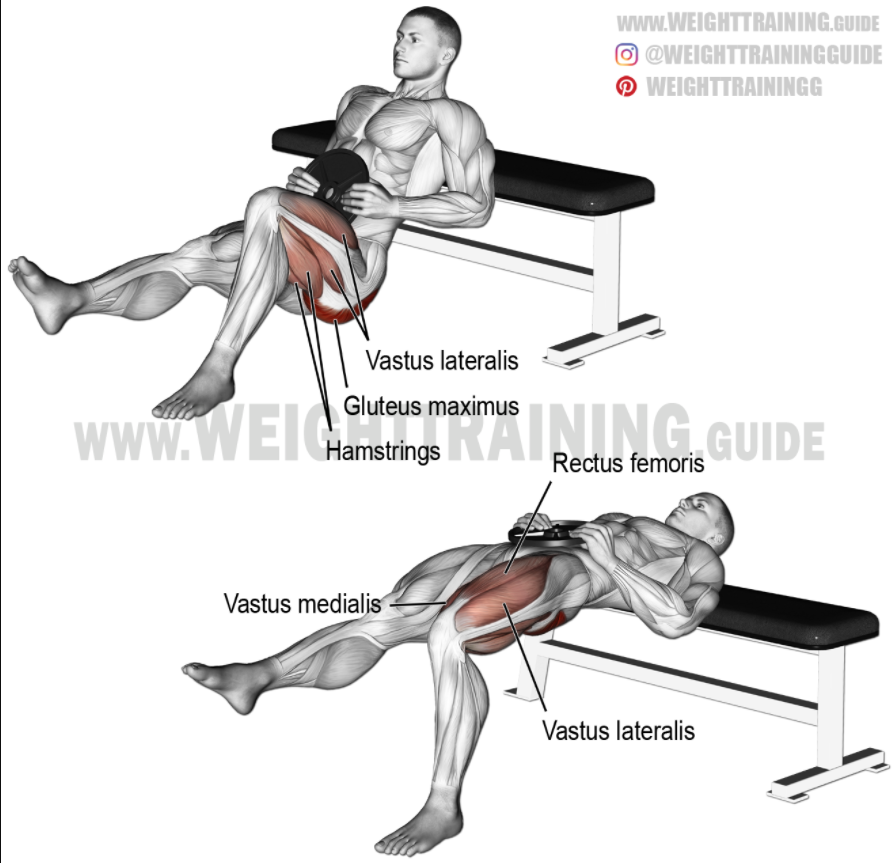 WWW.WEIGHTTRAINING.GUIDE
@WEIGHTTRAININGGUIDE
WEIGHTTRAININGG
Vastus lateralis
Gluteus maximus
WWW.WEIGHTTRAINING.GUIDE
Hamstrings
Rectus femoris
Vastus medialis
Vastus lateralis